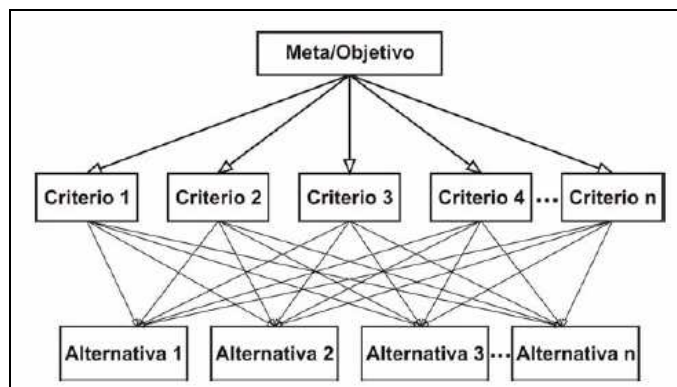 Meta/Objetivo
Criterio 1 Criterio 2 Criterio 3 Criterio 4 ... Criterio n
Alternativa 1 Alternativa 2 Alternativa 3 ... Alternativa n